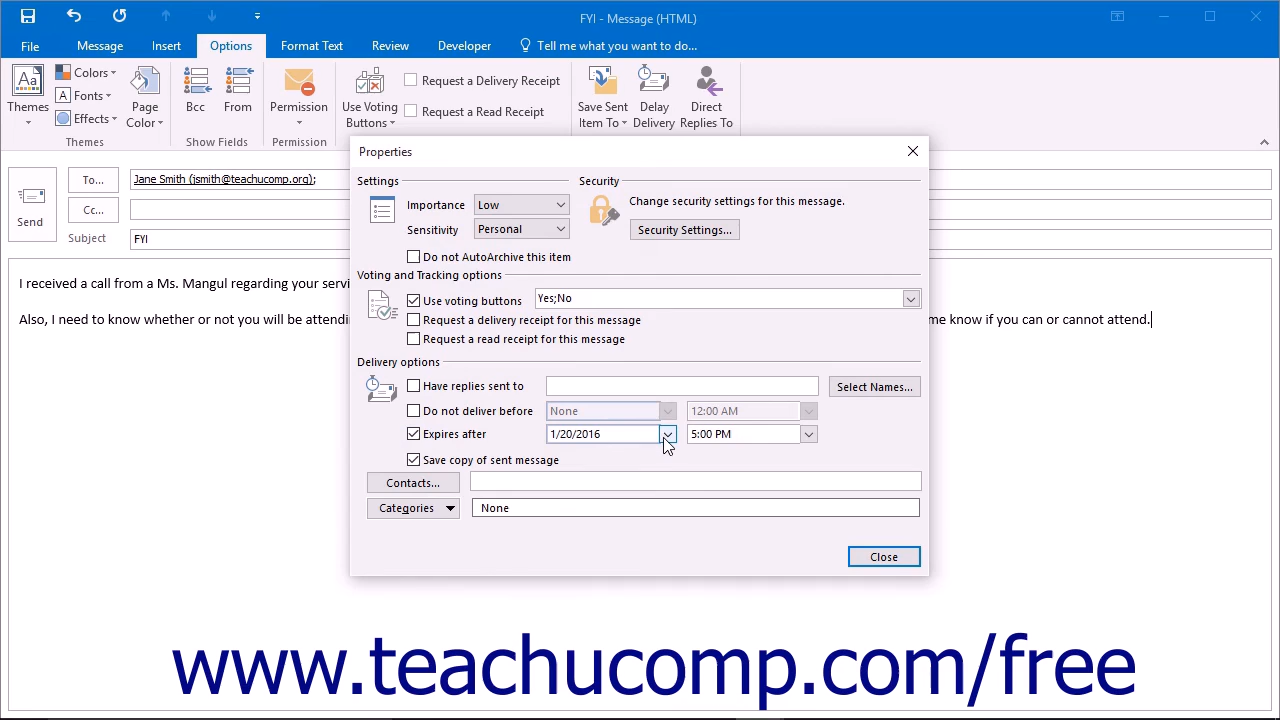 FYI - Message (HTML)
File Message Insert Options Format Text Review Developer Tell me what you want to do...
Aa Colors
A Fonts
Effects
Themes
Page Color
Themes
Bcc
From
Show Fields
Permission
Permission
Use Voting Buttons
Request a Delivery Receipt
Request a Read Receipt
Save Sent Item To
Delay Delivery
Direct Replies To
Send
To... Jane Smith (jsmith@teachucomp.org);
Cc...
Subject FYI
I received a call from a Ms. Mangul regarding your servi
Also, I need to know whether or not you will be attendi
me know if you can or cannot attend.
Properties
Settings
Importance Low
Sensitivity Personal
Do not AutoArchive this item
Security
Change security settings for this message.
Security Settings...
Voting and Tracking options
Use voting buttons Yes;No
Request a delivery receipt for this message
Request a read receipt for this message
Delivery options
Have replies sent to Select Names...
Do not deliver before None 12:00 AM
Expires after 1/20/2016 5:00 PM
Save copy of sent message
Contacts...
Categories None
Close
www.teachucomp.com/free